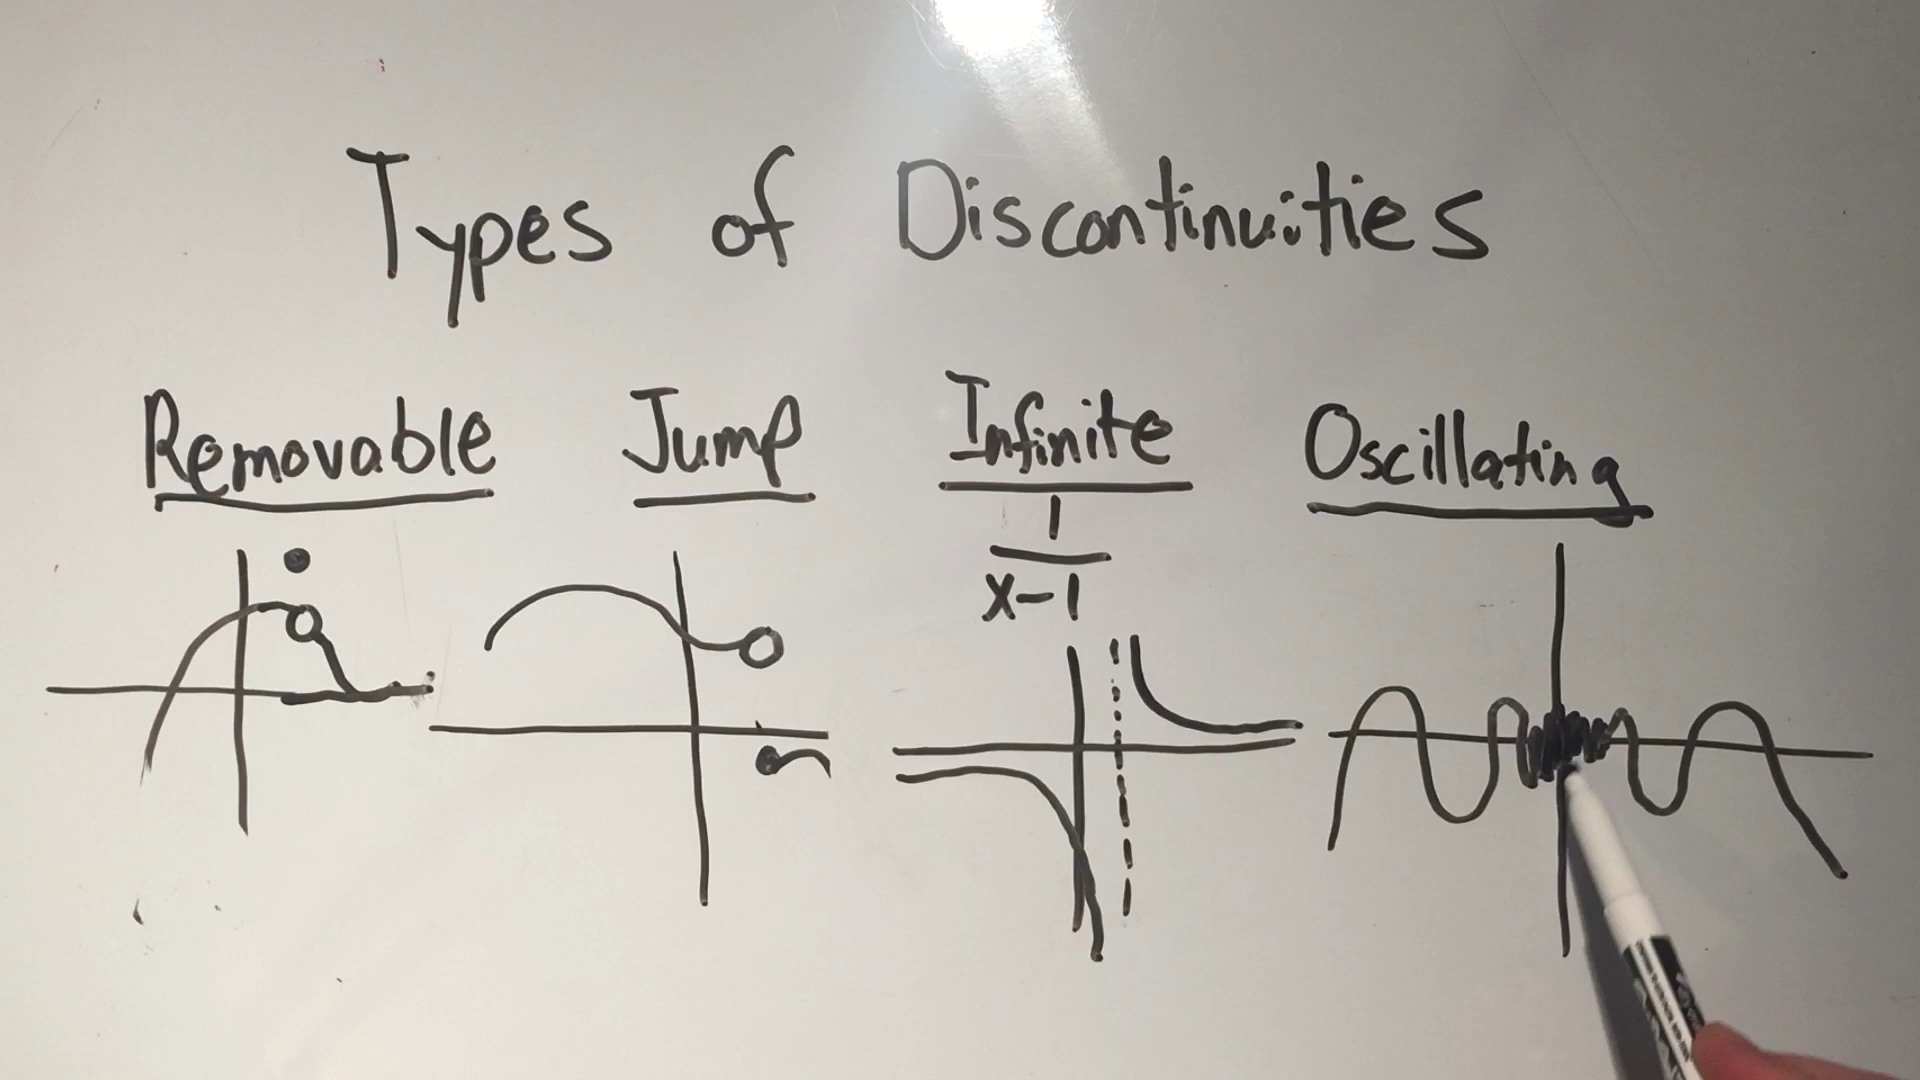 Types of Discontinuities
Removable Jump Infinite Oscillating
1
x-1